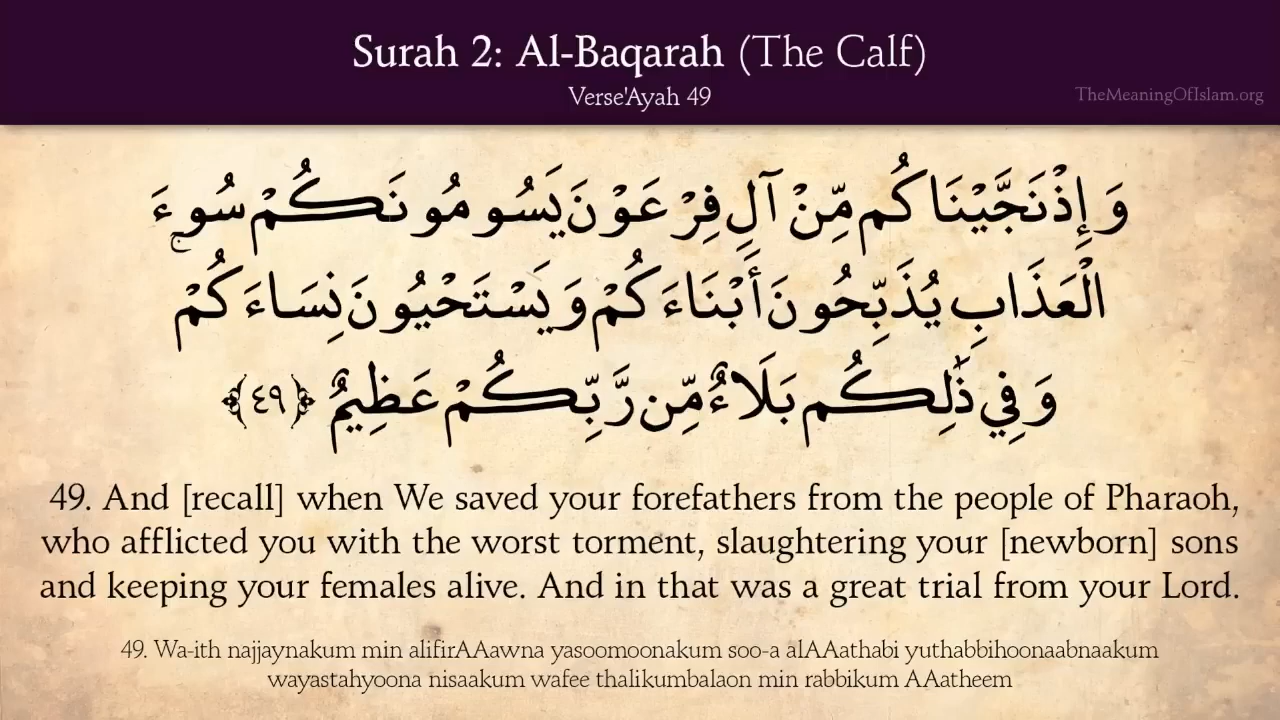 Surah 2: Al-Baqarah (The Calf)
Verse'Ayah 49
TheMeaningOfIslam.org
وَإِذْ نَجَّيْنَاكُم مِّنْ آلِ فِرْعَوْنَ يَسُومُونَكُمْ سُوءَ
الْعَذَابِ يُذَبِّحُونَ أَبْنَاءَكُمْ وَيَسْتَحْيُونَ نِسَاءَكُمْ ۚ
وَفِي ذَٰلِكُم بَلَاءٌ مِّن رَّبِّكُمْ عَظِيمٌ ﴿٤٩﴾
49. And [recall] when We saved your forefathers from the people of Pharaoh,
who afflicted you with the worst torment, slaughtering your [newborn] sons
and keeping your females alive. And in that was a great trial from your Lord.
49. Wa-ith najjaynakum min alifirAAawna yasoomoonakum soo-a alAAathabi yuthabbihoonaabnaakum
wayastahyoona nisaakum wafee thalikumbalaon min rabbikum AAatheem